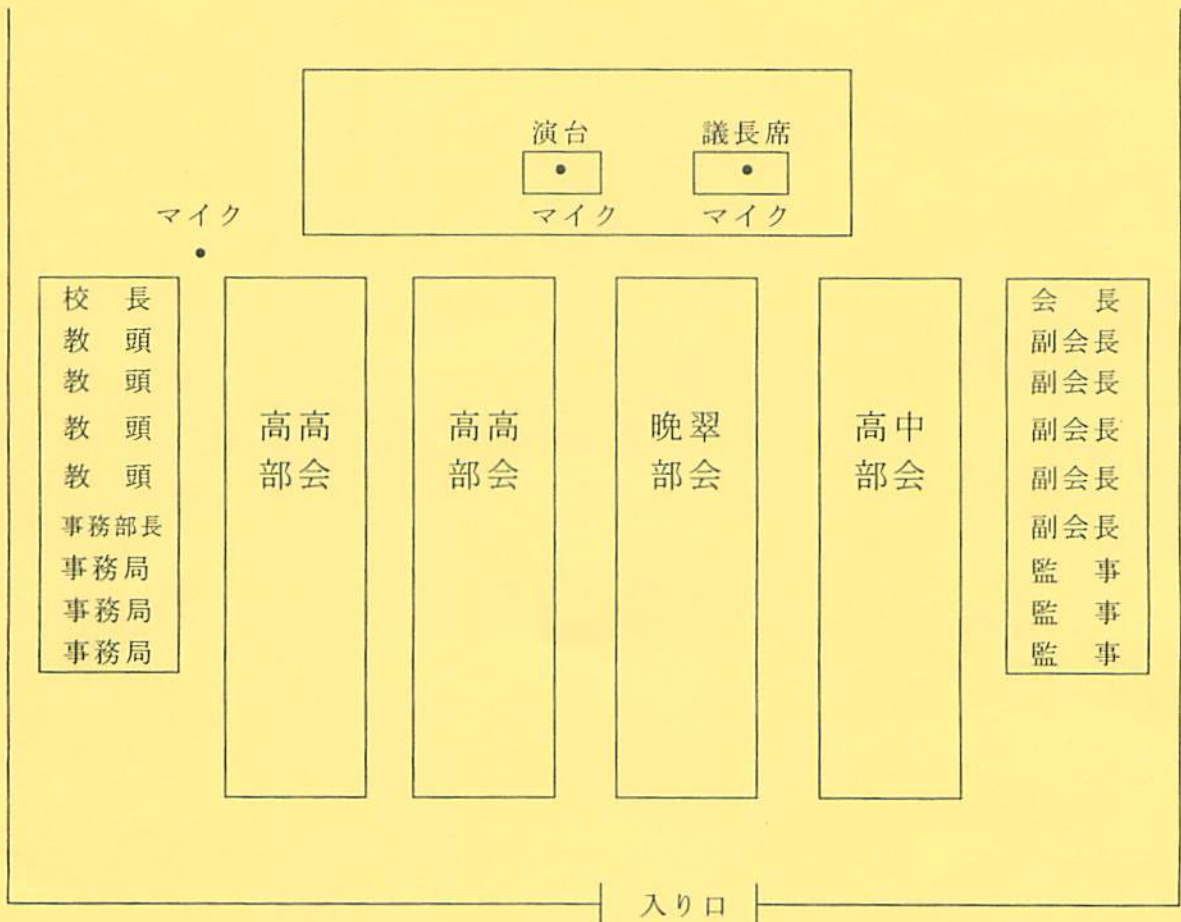 演台
議長席
マイク
マイク
マイク
校 長
教 頭
教 頭
教 頭
教 頭
事務部長
事務局
事務局
事務局
高高
部会
高高
部会
晩翠
部会
高中
部会
会 長
副会長
副会長
副会長
副会長
副会長
監 事
監 事
監 事
入り口